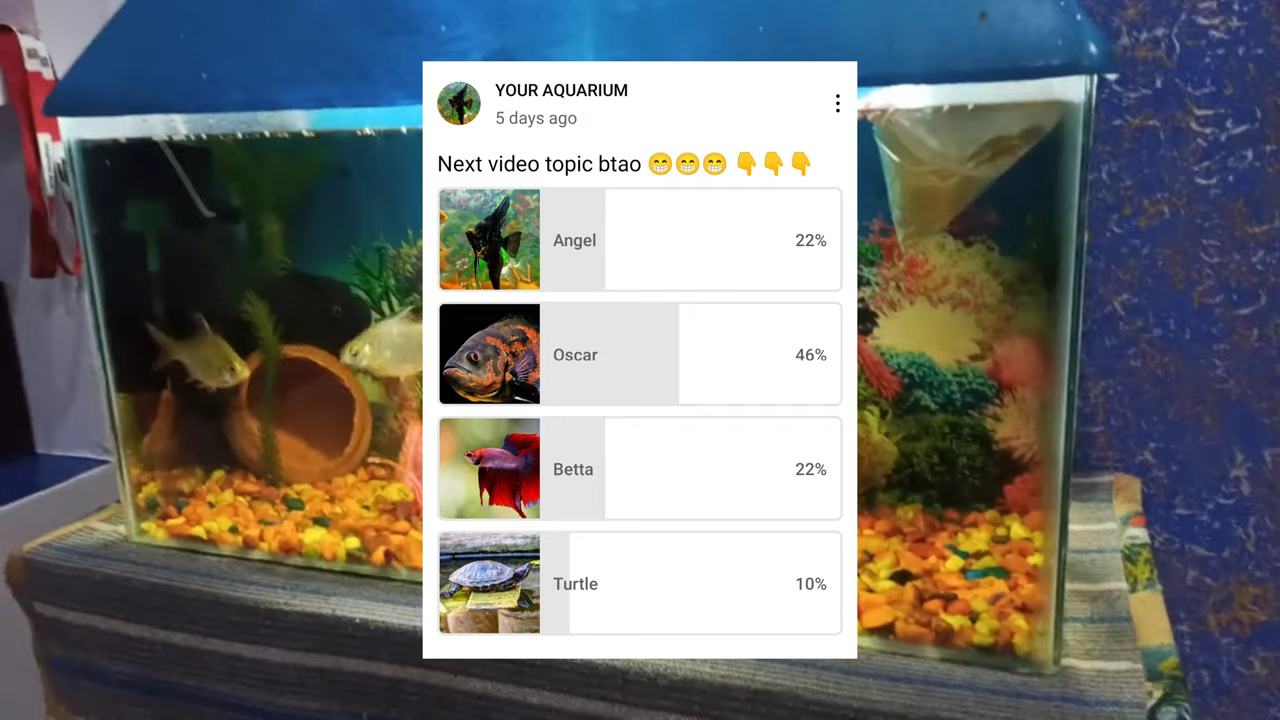 YOUR AQUARIUM
5 days ago
Next video topic btao 😁😁😁 👇👇👇
Angel 22%
Oscar 46%
Betta 22%
Turtle 10%